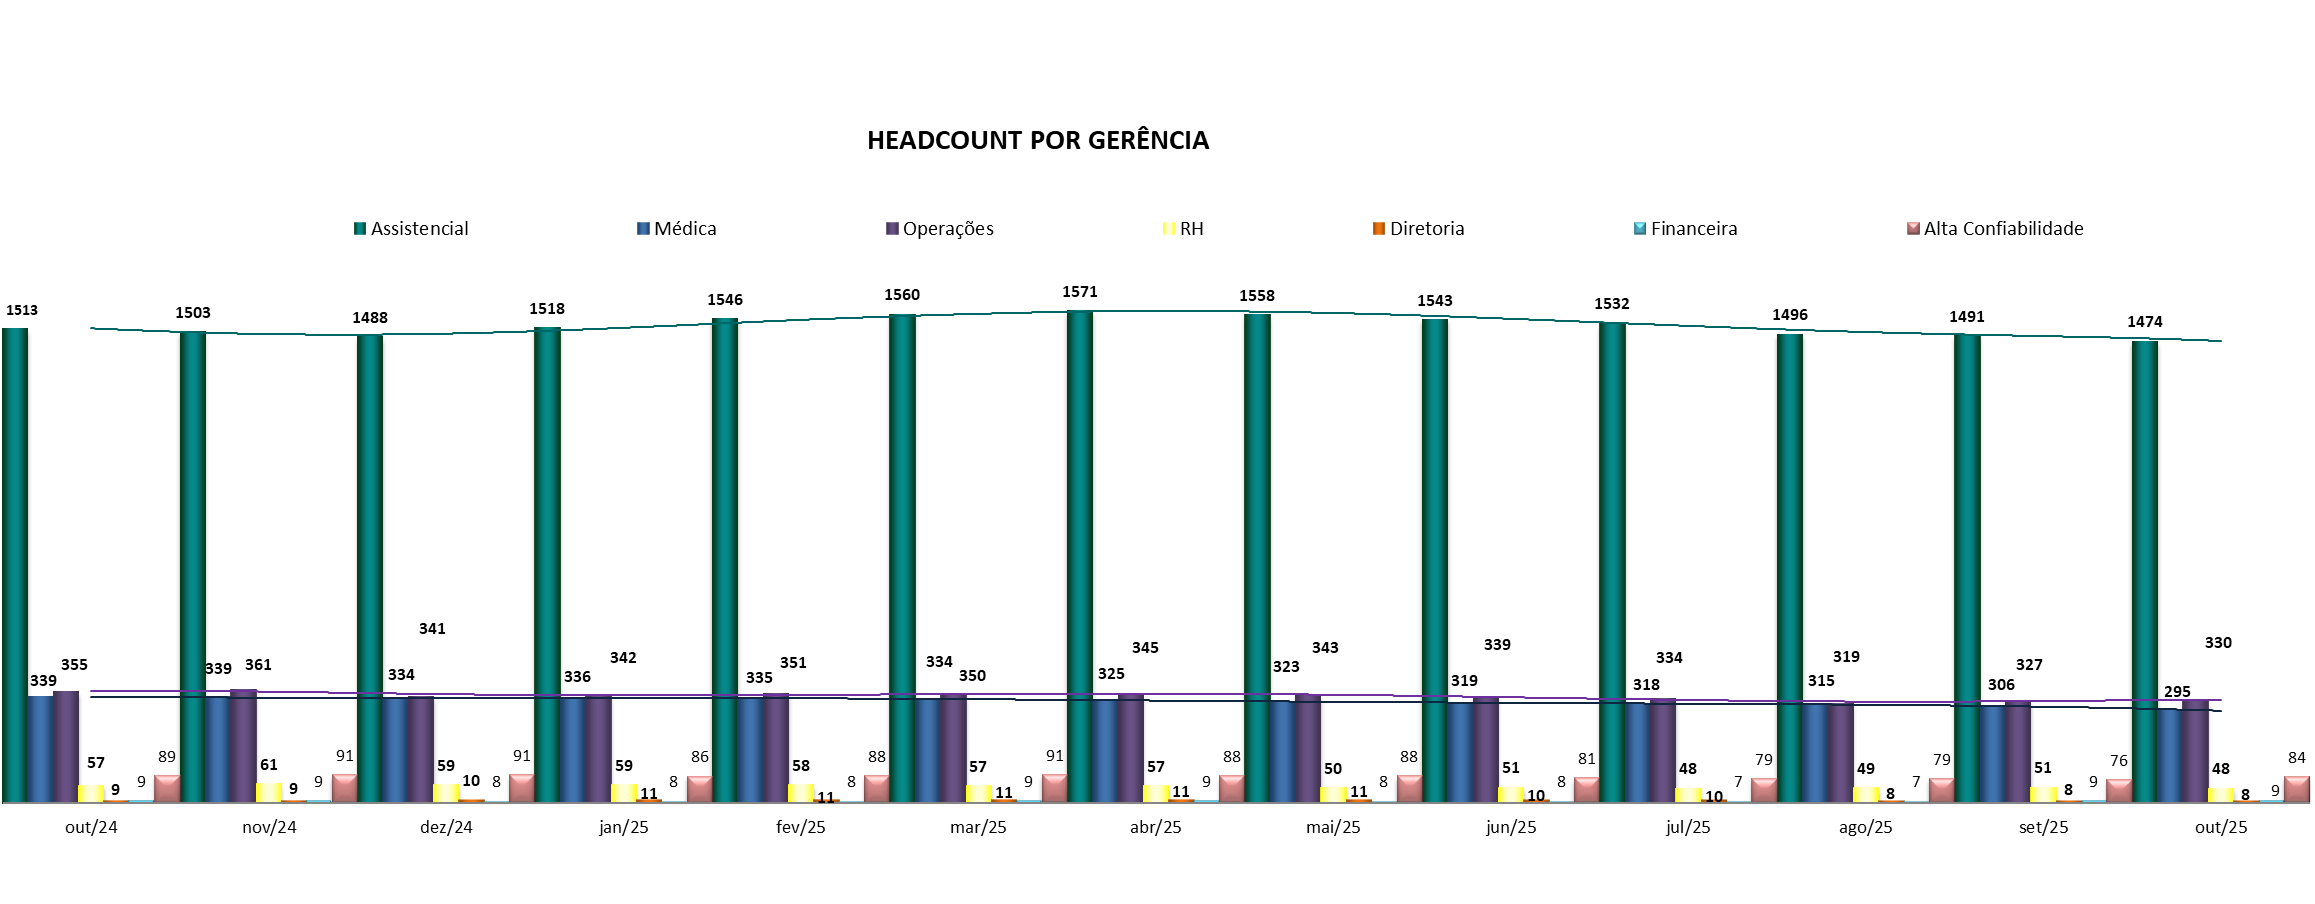 HEADCOUNT POR GERÊNCIA
Assistencial Médica Operações RH Diretoria Financeira Alta Confiabilidade
1513 1503 1488 1518 1546 1560 1571 1558 1543 1532 1496 1491 1474
339 339 334 336 335 334 325 323 319 318 315 306 295
355 361 341 342 351 350 345 343 339 334 319 327 330
57 61 59 59 58 57 57 50 51 48 49 51 48
9 9 10 11 11 11 11 11 10 10 8 8 8
9 9 8 8 8 9 9 8 8 7 7 9 9
89 91 91 86 88 91 88 88 81 79 79 76 84
out/24 nov/24 dez/24 jan/25 fev/25 mar/25 abr/25 mai/25 jun/25 jul/25 ago/25 set/25 out/25